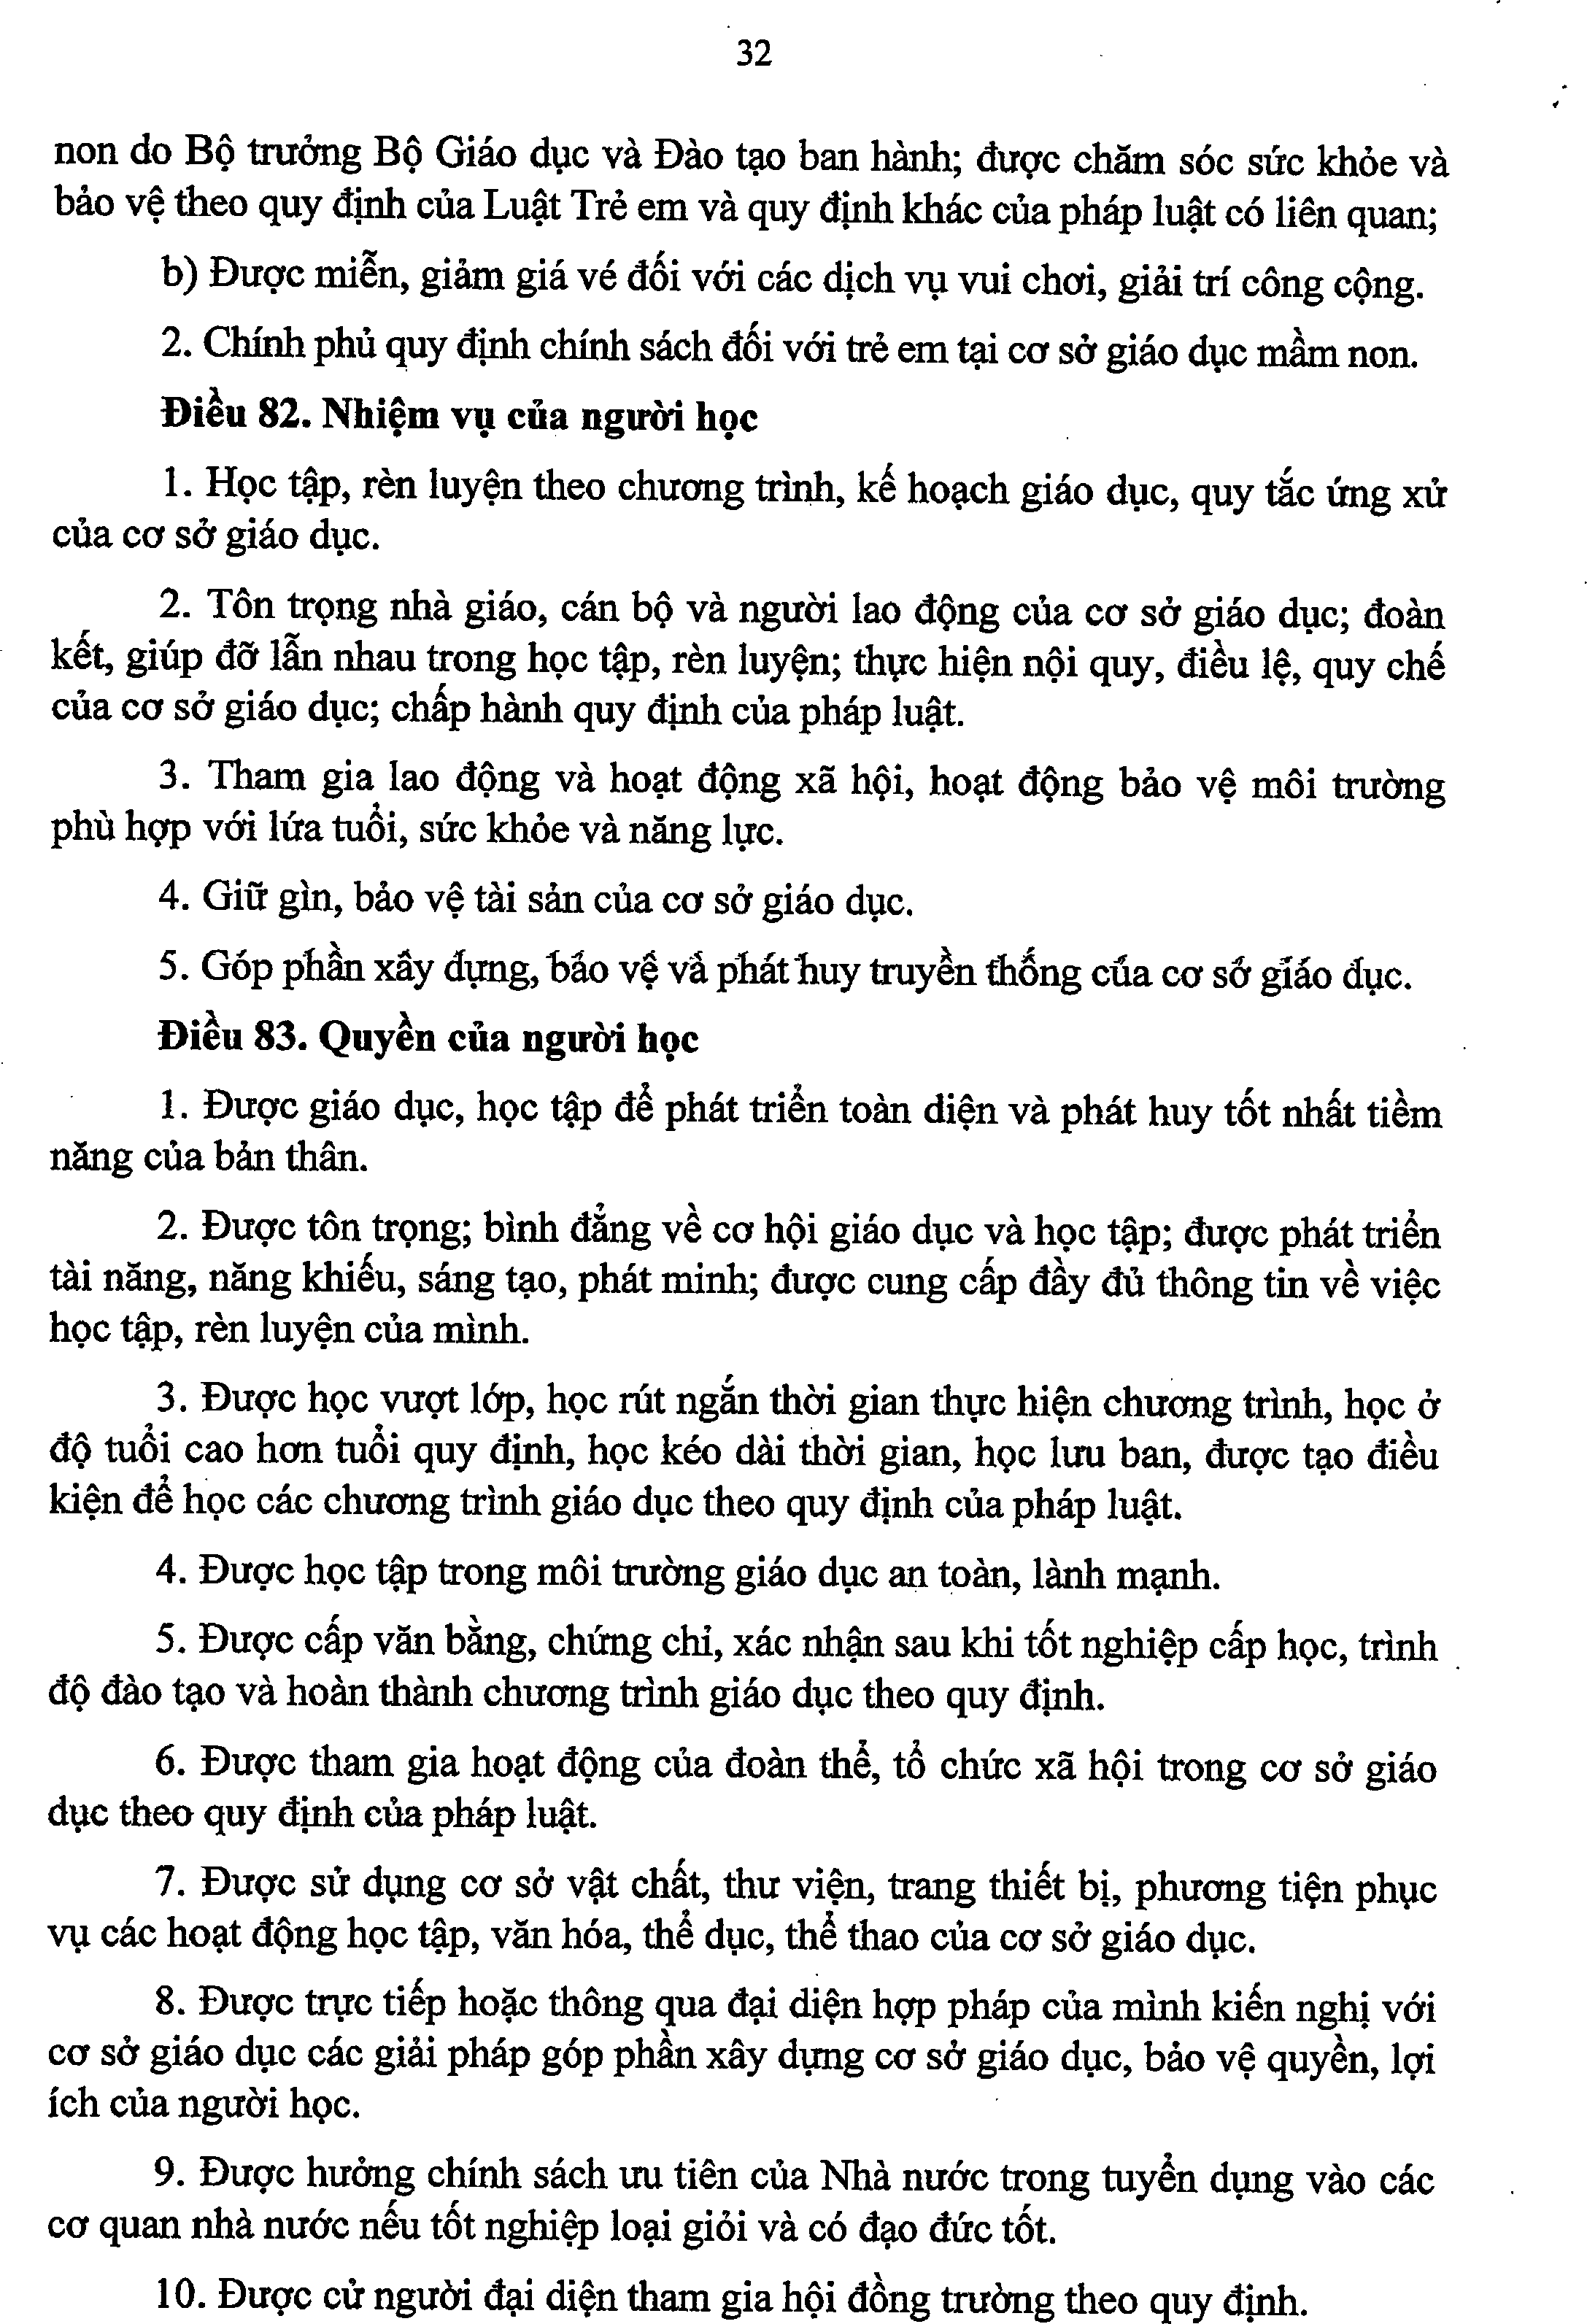 32
non do Bộ trưởng Bộ Giáo dục và Đào tạo ban hành; được chăm sóc sức khỏe và
bảo vệ theo quy định của Luật Trẻ em và quy định khác của pháp luật có liên quan;
b) Được miễn, giảm giá vé đối với các dịch vụ vui chơi, giải trí công cộng.
2. Chính phủ quy định chính sách đối với trẻ em tại cơ sở giáo dục mầm non.
Điều 82. Nhiệm vụ của người học
1. Học tập, rèn luyện theo chương trình, kế hoạch giáo dục, quy tắc ứng xử
của cơ sở giáo dục.
2. Tôn trọng nhà giáo, cán bộ và người lao động của cơ sở giáo dục; đoàn
kết, giúp đỡ lẫn nhau trong học tập, rèn luyện; thực hiện nội quy, điều lệ, quy chế
của cơ sở giáo dục; chấp hành quy định của pháp luật.
3. Tham gia lao động và hoạt động xã hội, hoạt động bảo vệ môi trường
phù hợp với lứa tuổi, sức khỏe và năng lực.
4. Giữ gìn, bảo vệ tài sản của cơ sở giáo dục.
5. Góp phần xây dựng, bảo vệ và phát huy truyền thống của cơ sở giáo dục.
Điều 83. Quyền của người học
1. Được giáo dục, học tập để phát triển toàn diện và phát huy tốt nhất tiềm
năng của bản thân.
2. Được tôn trọng; bình đẳng về cơ hội giáo dục và học tập; được phát triển
tài năng, năng khiếu, sáng tạo, phát minh; được cung cấp đầy đủ thông tin về việc
học tập, rèn luyện của mình.
3. Được học vượt lớp, học rút ngắn thời gian thực hiện chương trình, học ở
độ tuổi cao hơn tuổi quy định, học kéo dài thời gian, học lưu ban, được tạo điều
kiện để học các chương trình giáo dục theo quy định của pháp luật.
4. Được học tập trong môi trường giáo dục an toàn, lành mạnh.
5. Được cấp văn bằng, chứng chỉ, xác nhận sau khi tốt nghiệp cấp học, trình
độ đào tạo và hoàn thành chương trình giáo dục theo quy định.
6. Được tham gia hoạt động của đoàn thể, tổ chức xã hội trong cơ sở giáo
dục theo quy định của pháp luật.
7. Được sử dụng cơ sở vật chất, thư viện, trang thiết bị, phương tiện phục
vụ các hoạt động học tập, văn hóa, thể dục, thể thao của cơ sở giáo dục.
8. Được trực tiếp hoặc thông qua đại diện hợp pháp của mình kiến nghị với
cơ sở giáo dục các giải pháp góp phần xây dựng cơ sở giáo dục, bảo vệ quyền, lợi
ích của người học.
9. Được hưởng chính sách ưu tiên của Nhà nước trong tuyển dụng vào các
cơ quan nhà nước nếu tốt nghiệp loại giỏi và có đạo đức tốt.
10. Được cử người đại diện tham gia hội đồng trường theo quy định.